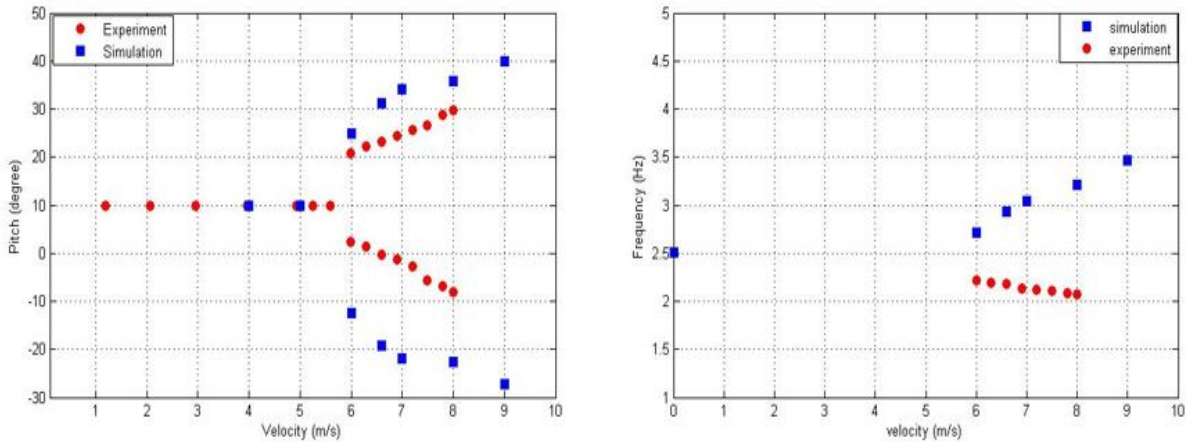 50
40
30
20
10
0
-10
-20
-30
Pitch (degree)
Experiment
Simulation
1 2 3 4 5 6 7 8 9 10
Velocity (m/s)
5
4.5
4
3.5
3
2.5
2
1.5
1
Frequency (Hz)
simulation
experiment
0 1 2 3 4 5 6 7 8 9 10
velocity (m/s)